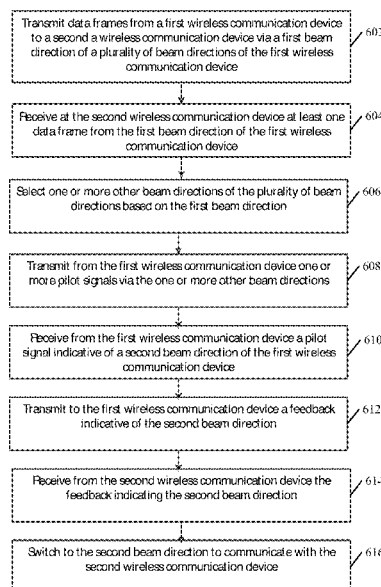 Transmit data frames from a first wireless communication device
to a second a wireless communication device via a first beam
direction of a plurality of beam directions of the first wireless
communication device
Receive at the second wireless communication device at least one
data frame from the first beam direction of the first wireless
communication device
604
Select one or more other beam directions of the plurality of beam
directions based on the first beam direction
606
Transmit from the first wireless communication device one or
more pilot signals via the one or more other beam directions
608
Receive from the first wireless communication device a pilot
signal indicative of a second beam direction of the first wireless
communication device
610
Transmit to the first wireless communication device a feedback
indicative of the second beam direction
612
Receive from the second wireless communication device the
feedback indicating the second beam direction
Switch to the second beam direction to communicate with the
second wireless communication device
616